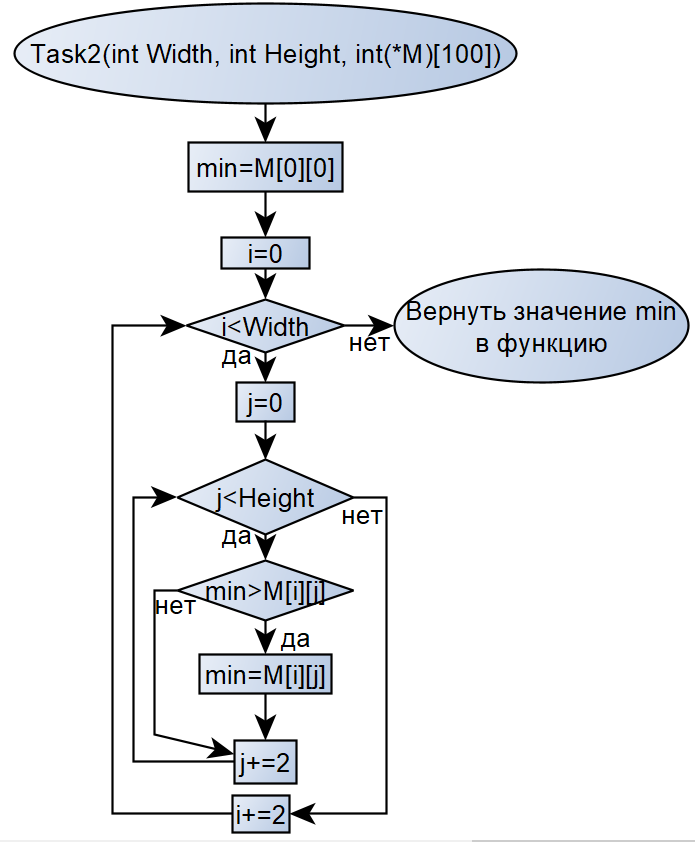 Task2(int Width, int Height, int(*M)[100])
min=M[0][0]
i=0
i<Width
нет
да
Вернуть значение min
в функцию
j=0
j<Height
нет
да
min>M[i][j]
нет
да
min=M[i][j]
j+=2
i+=2